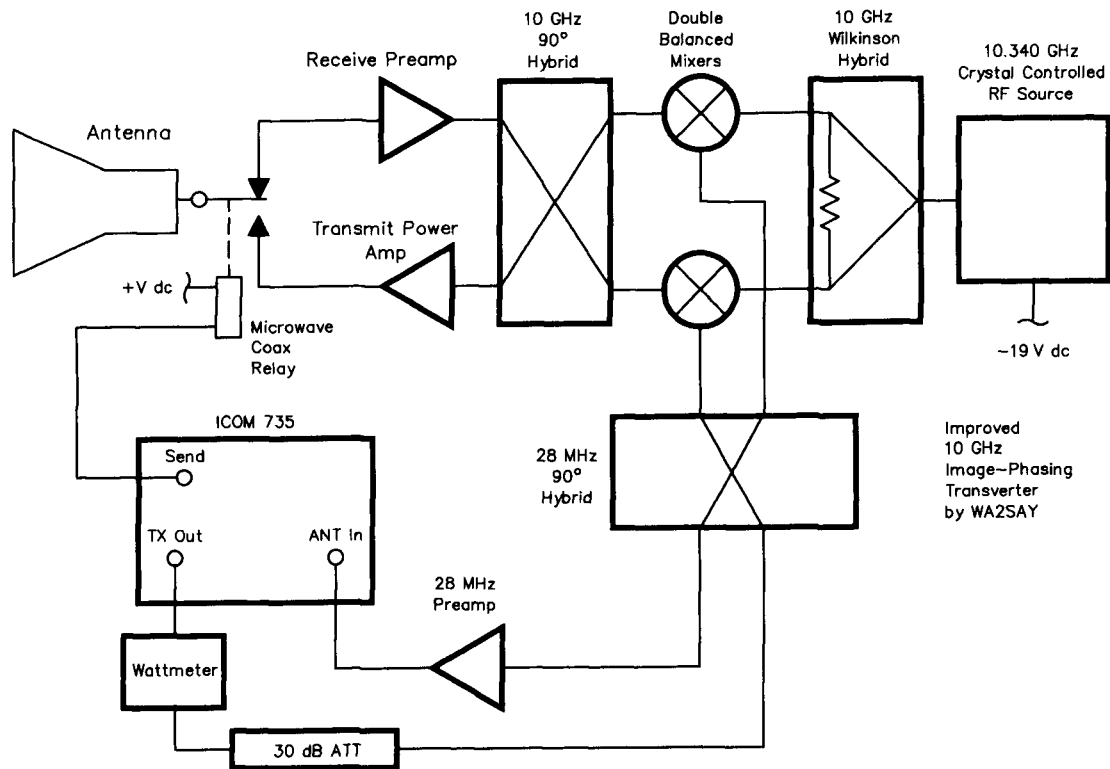 10 GHz
90°
Hybrid
Double
Balanced
Mixers
10 GHz
Wilkinson
Hybrid
10.340 GHz
Crystal Controlled
RF Source
Receive Preamp
Antenna
Transmit Power
Amp
+V dc
Microwave
Coax
Relay
-19 V dc
ICOM 735
Send
TX Out
ANT In
28 MHz
90°
Hybrid
Improved
10 GHz
Image-Phasing
Transverter
by WA2SAY
28 MHz
Preamp
Wattmeter
30 dB ATT